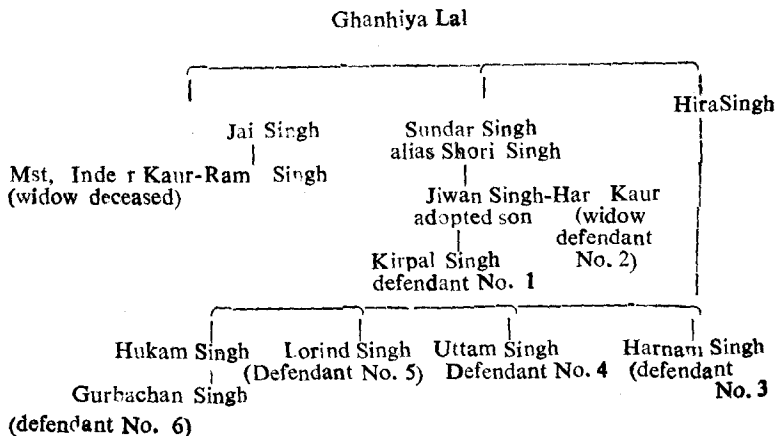 Ghanhiya Lal
HiraSingh
Jai Singh Sundar Singh
alias Shori Singh
Mst, Inde r Kaur-Ram Singh
(widow deceased)
Jiwan Singh-Har Kaur
adopted son (widow
defendant
No. 2)
Kirpal Singh
defendant No. 1
Hukam Singh Lorind Singh Uttam Singh Harnam Singh
(Defendant No. 5) Defendant No. 4 (defendant
No. 3
Gurbachan Singh
(defendant No. 6)